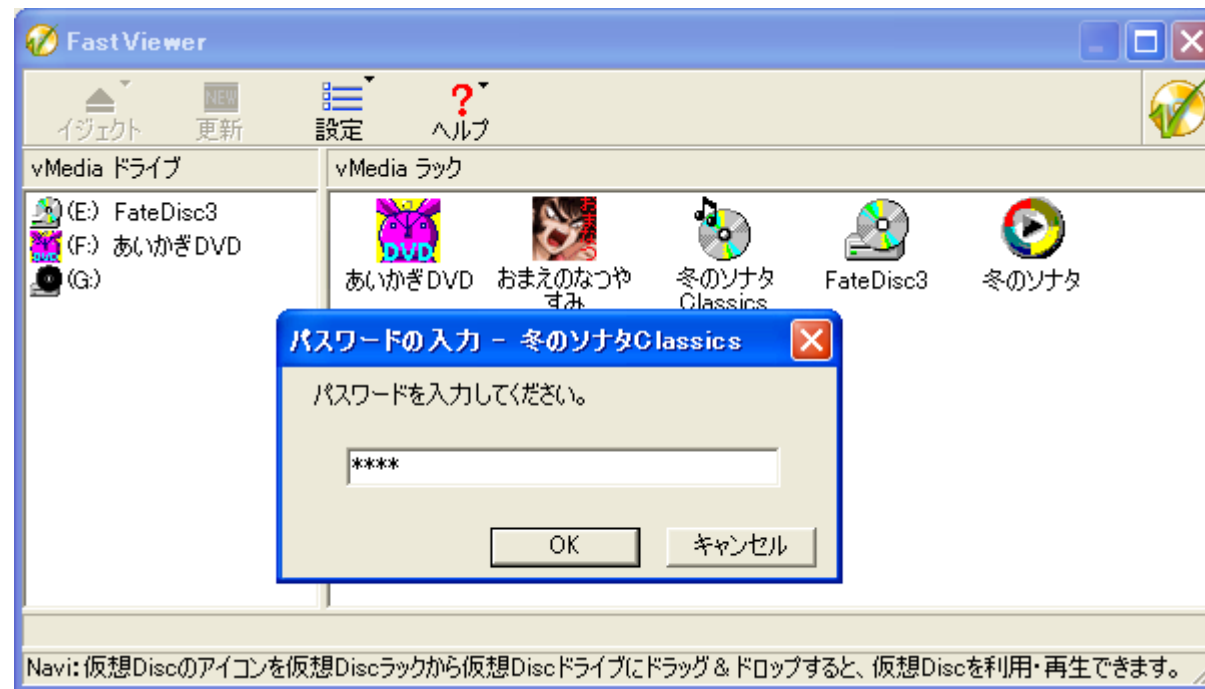 FastViewer
NEW
イジェクト 更新 設定 ヘルプ
vMedia ドライブ
vMedia ラック
(E:) FateDisc3
(F:) あいかぎDVD
(G:)
DVD
おまなつ
あいかぎDVD
おまえのなつや
すみ
冬のソナタ
Classics
FateDisc3
冬のソナタ
パスワードの入力 - 冬のソナタClassics
パスワードを入力してください。
****
OK キャンセル
Navi: 仮想Discのアイコンを仮想Discラックから仮想Discドライブにドラッグ & ドロップすると、仮想Discを利用・再生できます。